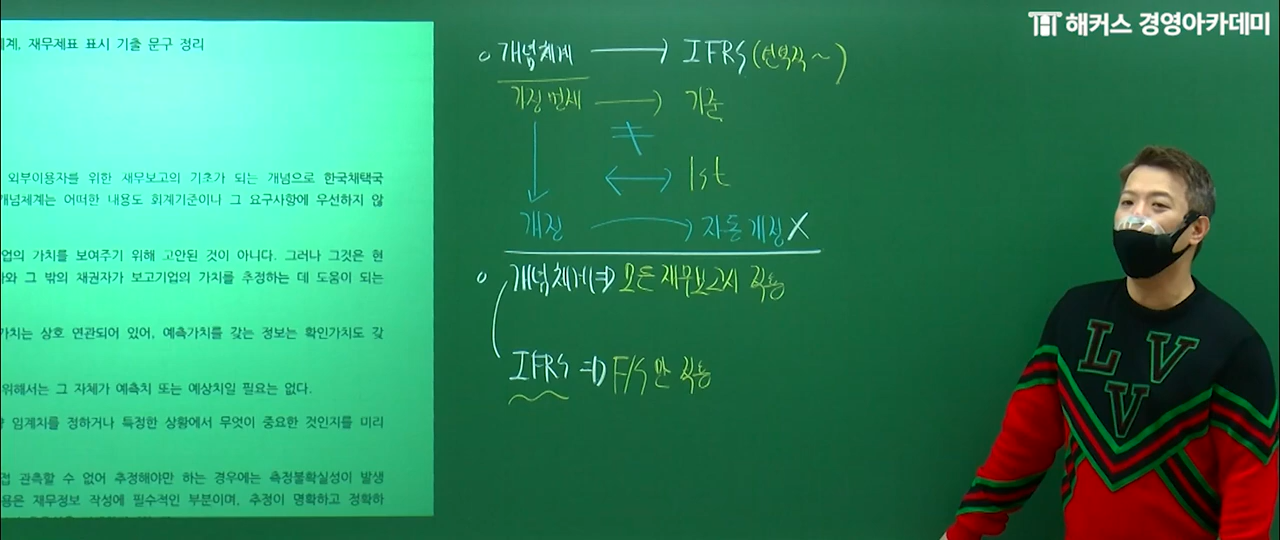 해커스 경영아카데미
체계, 재무제표 표시 기출 문구 정리
외부이용자를 위한 재무보고의 기초가 되는 개념으로 한국채택국
개념체계는 어떠한 내용도 회계기준이나 그 요구사항에 우선하지 않
업의 가치를 보여주기 위해 고안된 것이 아니다. 그러나 그것은 현
와 그 밖의 채권자가 보고기업의 가치를 추정하는 데 도움이 되는
가치는 상호 연관되어 있어, 예측가치를 갖는 정보는 확인가치도 갖
위해서는 그 자체가 예측치 또는 예상치일 필요는 없다.
임계치를 정하거나 특정한 상황에서 무엇이 중요한 것인지를 미리
접 관측할 수 없어 추정해야만 하는 경우에는 측정불확실성이 발생
용은 재무정보 작성에 필수적인 부분이며, 추정이 명확하고 정확하
○ 개념체계 → IFRS (번복적~)
→ 기준
≠
↔ 1st
개정 → 자동개정 X
○ 개념체계 ⇒ 모든 재무보고시 작동
IFRS ⇒ F/S만 작동
L V
V